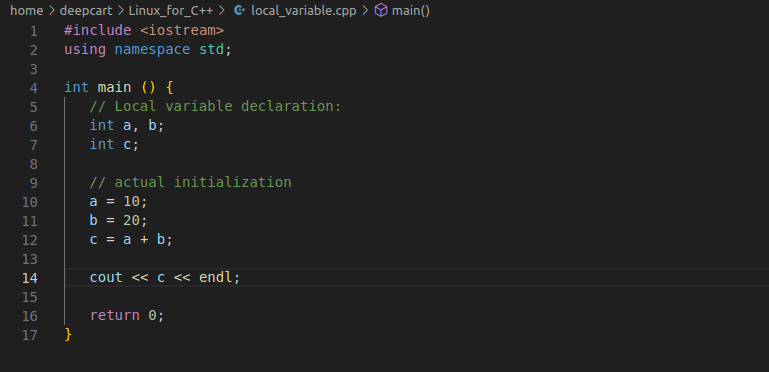 home > deepcart > Linux_for_C++ > local_variable.cpp > main()
1 #include <iostream>
2 using namespace std;
3
4 int main () {
5 // Local variable declaration:
6 int a, b;
7 int c;
8
9 // actual initialization
10 a = 10;
11 b = 20;
12 c = a + b;
13
14 cout << c << endl;
15
16 return 0;
17 }